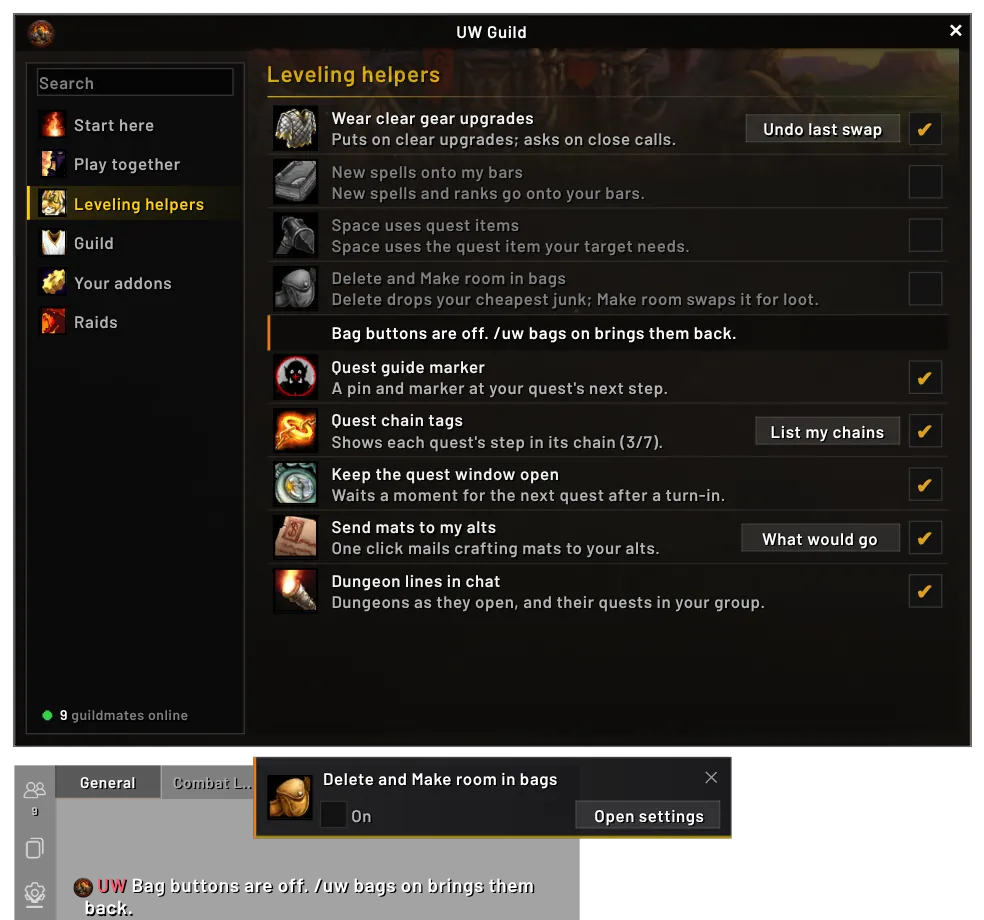 UW Guild
Search
Start here
Play together
Leveling helpers
Guild
Your addons
Raids
9 guildmates online
Leveling helpers
Wear clear gear upgrades
Puts on clear upgrades; asks on close calls.
Undo last swap
New spells onto my bars
New spells and ranks go onto your bars.
Space uses quest items
Space uses the quest item your target needs.
Delete and Make room in bags
Delete drops your cheapest junk; Make room swaps it for loot.
Bag buttons are off. /uw bags on brings them back.
Quest guide marker
A pin and marker at your quest's next step.
Quest chain tags
Shows each quest's step in its chain (3/7).
List my chains
Keep the quest window open
Waits a moment for the next quest after a turn-in.
Send mats to my alts
One click mails crafting mats to your alts.
What would go
Dungeon lines in chat
Dungeons as they open, and their quests in your group.
9
General
Combat L...
Delete and Make room in bags
On
Open settings
UW Bag buttons are off. /uw bags on brings them
back.